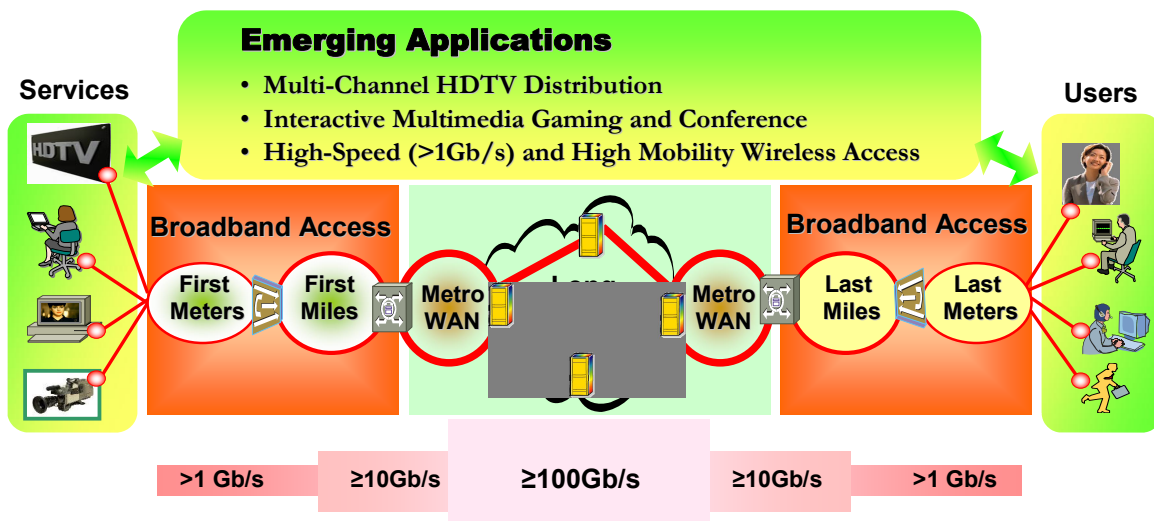 Emerging Applications
• Multi-Channel HDTV Distribution
• Interactive Multimedia Gaming and Conference
• High-Speed (>1Gb/s) and High Mobility Wireless Access
Services
Users
HDTV
Broadband Access
Broadband Access
First
Meters
First
Miles
Metro
WAN
Metro
WAN
Last
Miles
Last
Meters
>1 Gb/s
≥10Gb/s
≥100Gb/s
≥10Gb/s
>1 Gb/s